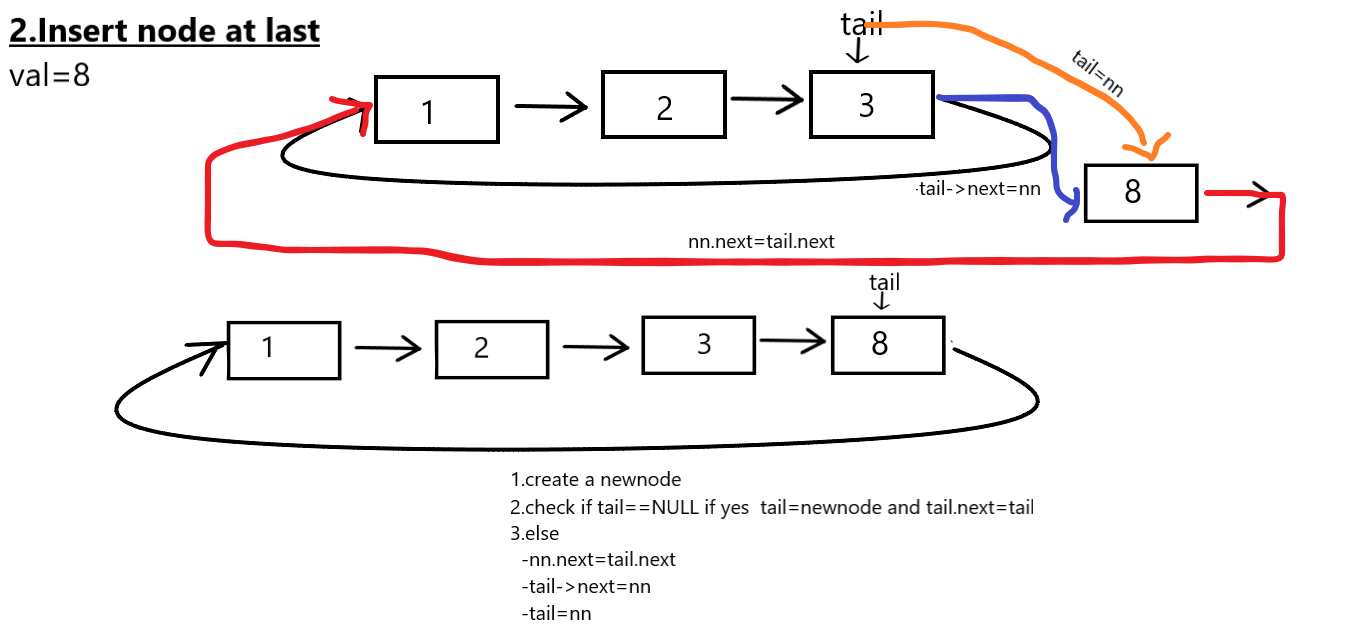 2.Insert node at last
val=8
tail
tail=nn
1
2
3
8
-tail->next=nn
nn.next=tail.next
tail
1
2
3
8
1.create a newnode
2.check if tail==NULL if yes  tail=newnode and tail.next=tail
3.else
-nn.next=tail.next
-tail->next=nn
-tail=nn